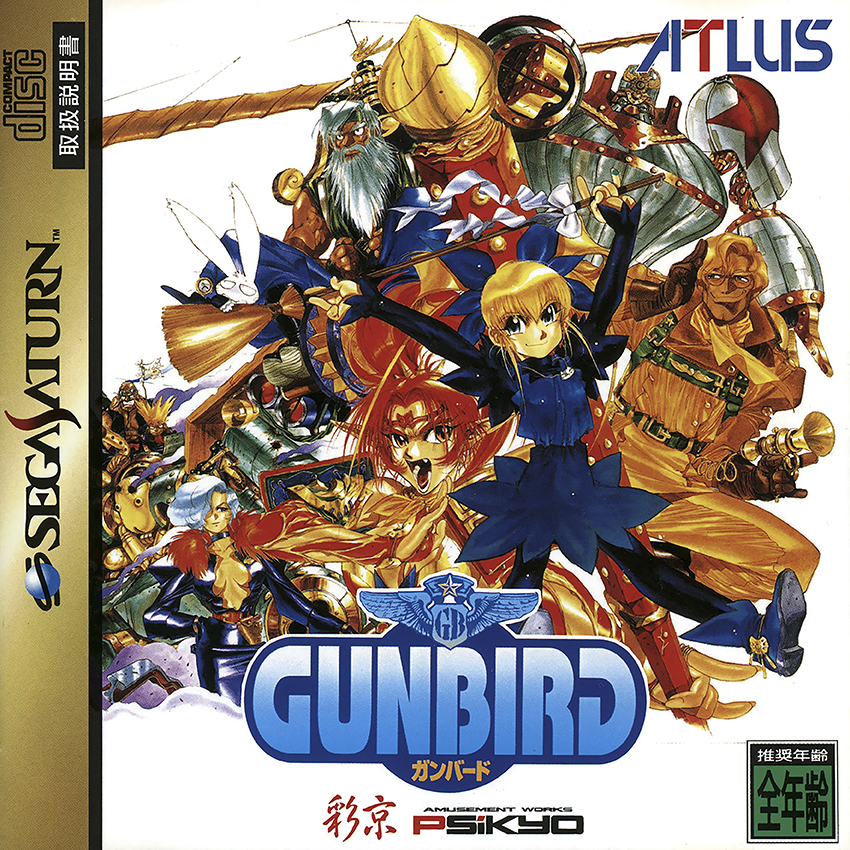 COMPACT
disc
取扱説明書
SEGA SATURN™
ATLUS
GB
GUNBIRD
ガンバード
彩京
AMUSEMENT WORKS
PSiKYO
推奨年齢
全年齢